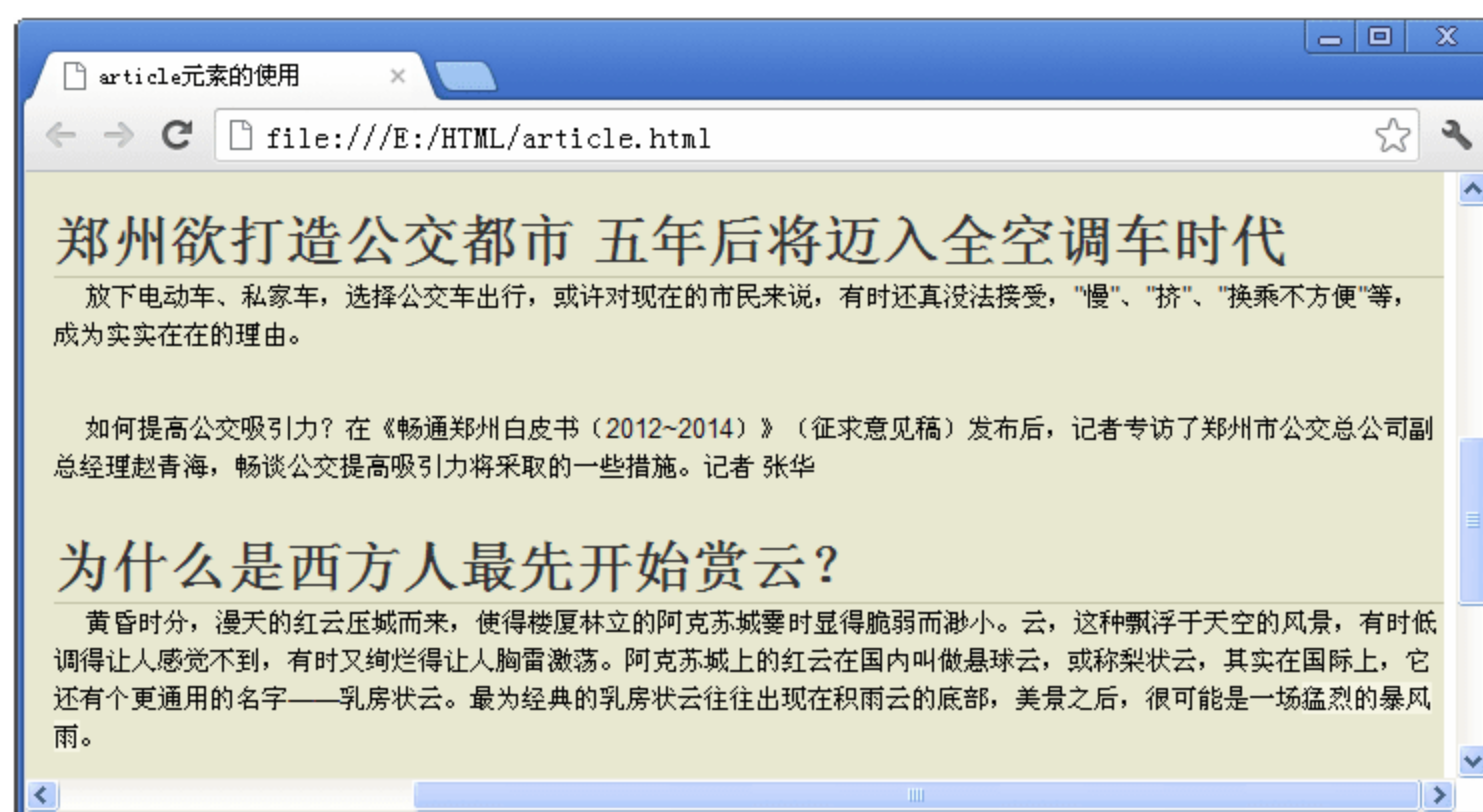 article元素的使用
file:///E:/HTML/article.html
郑州欲打造公交都市 五年后将迈入全空调车时代
放下电动车、私家车，选择公交车出行，或许对现在的市民来说，有时还真没法接受，"慢"、"挤"、"换乘不方便"等，
成为实实在在的理由。
如何提高公交吸引力？在《畅通郑州白皮书（2012~2014）》（征求意见稿）发布后，记者专访了郑州市公交总公司副
总经理赵青海，畅谈公交提高吸引力将采取的一些措施。记者 张华
为什么是西方人最先开始赏云？
黄昏时分，漫天的红云压城而来，使得楼厦林立的阿克苏城霎时显得脆弱而渺小。云，这种飘浮于天空的风景，有时低
调得让人感觉不到，有时又绚烂得让人胸雷激荡。阿克苏城上的红云在国内叫做悬球云，或称梨状云，其实在国际上，它
还有个更通用的名字——乳房状云。最为经典的乳房状云往往出现在积雨云的底部，美景之后，很可能是一场猛烈的暴风
雨。